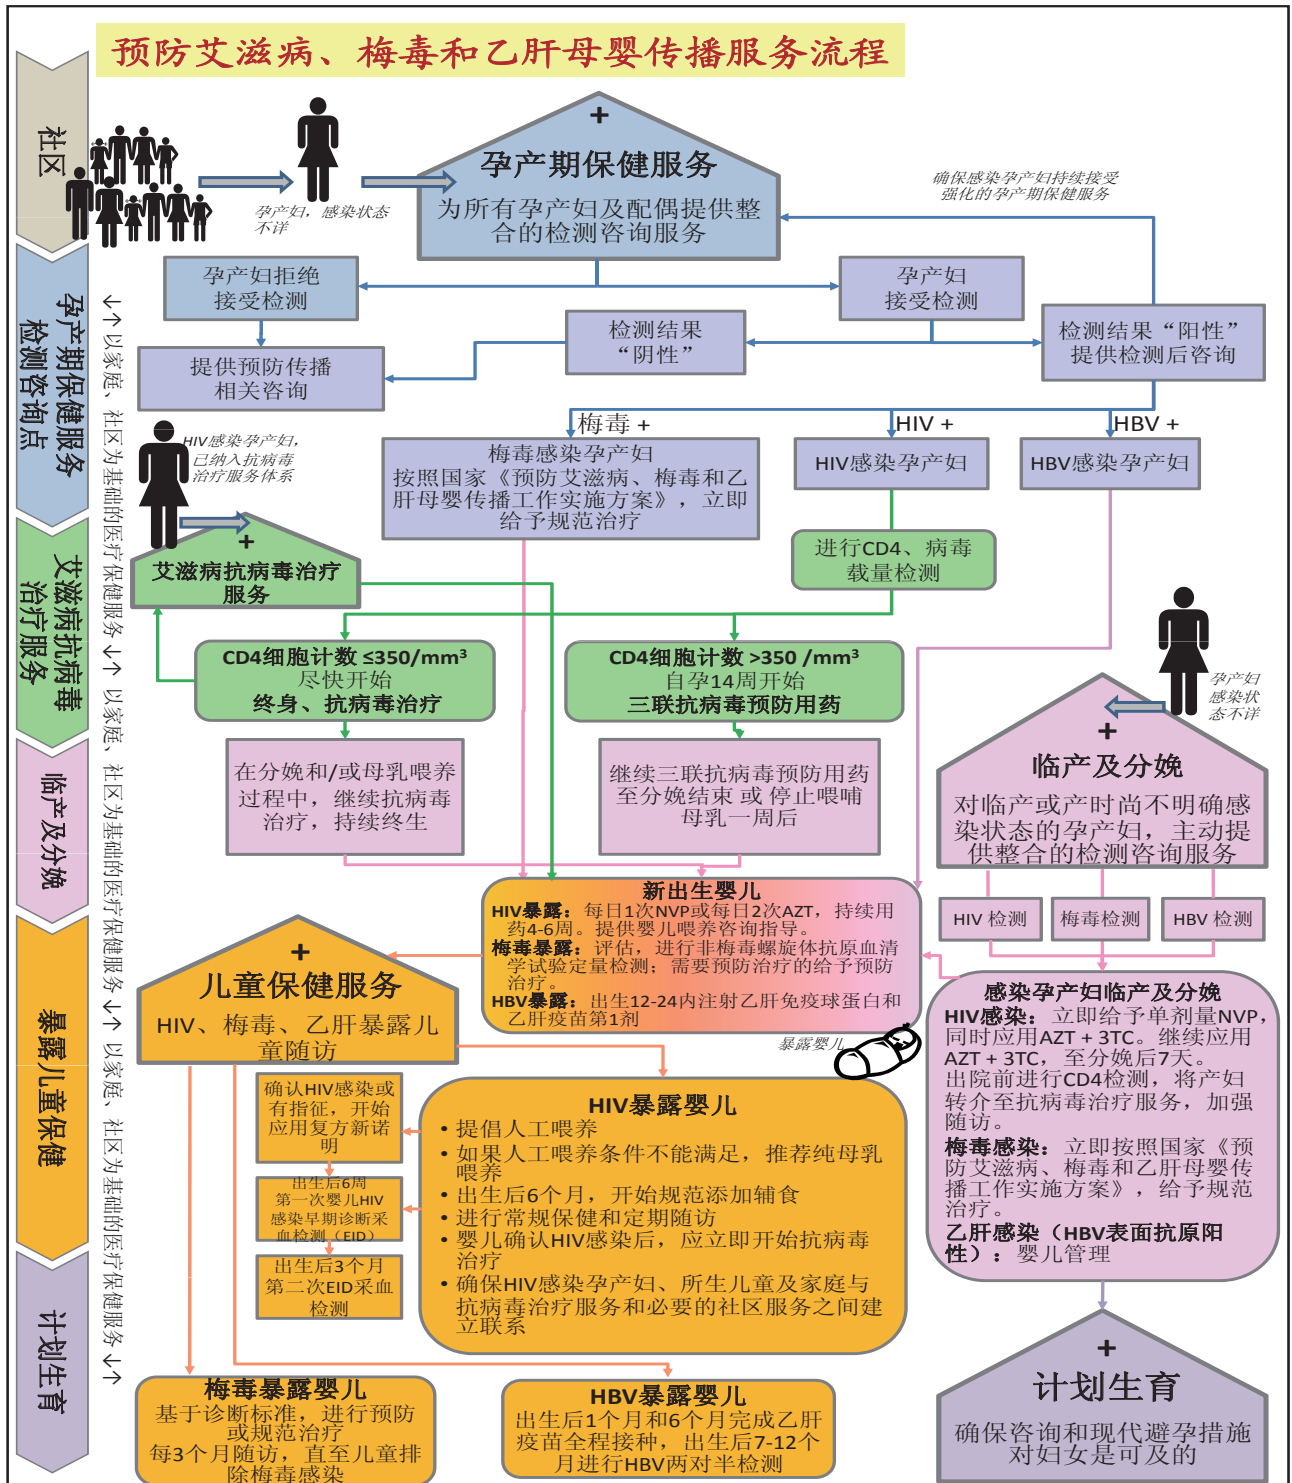 预防艾滋病、梅毒和乙肝母婴传播服务流程
社区
孕产妇，感染状态
不详
+
孕产期保健服务
为所有孕产妇及配偶提供整
合的检测咨询服务
确保感染孕产妇持续接受
强化的孕产期保健服务
孕产期保健服务
检测咨询点
孕产妇拒绝
接受检测
孕产妇
接受检测
检测结果
“阴性”
检测结果“阳性”
提供检测后咨询
提供预防传播
相关咨询
梅毒 +
HIV +
HBV +
HIV感染孕产妇，
已纳入抗病毒
治疗服务体系
梅毒感染孕产妇
按照国家《预防艾滋病、梅毒和乙
肝母婴传播工作实施方案》，立即
给予规范治疗
HIV感染孕产妇
HBV感染孕产妇
↓↑以家庭、社区为基础的医疗保健服务↓↑ 以家庭、社区为基础的医疗保健服务↓↑ 以家庭、社区为基础的医疗保健服务↓↑
艾滋病抗病毒
治疗服务
+
艾滋病抗病毒治疗
服务
进行CD4、病毒
载量检测
CD4细胞计数 ≤350/mm³
尽快开始
终身、抗病毒治疗
CD4细胞计数 >350 /mm³
自孕14周开始
三联抗病毒预防用药
孕产妇
感染状
态不详
临产及分娩
在分娩和/或母乳喂养
过程中，继续抗病毒
治疗，持续终生
继续三联抗病毒预防用药
至分娩结束 或 停止喂哺
母乳一周后
+
临产及分娩
对临产或产时尚不明确感
染状态的孕产妇，主动提
供整合的检测咨询服务
HIV 检测
梅毒检测
HBV 检测
新出生婴儿
HIV暴露：每日1次NVP或每日2次AZT，持续用
药4-6周。提供婴儿喂养咨询指导。
梅毒暴露：评估，进行非梅毒螺旋体抗原血清
学试验定量检测；需要预防治疗的给予预防
治疗。
HBV暴露：出生12-24内注射乙肝免疫球蛋白和
乙肝疫苗第1剂
暴露婴儿
感染孕产妇临产及分娩
HIV感染：立即给予单剂量NVP，
同时应用AZT + 3TC。继续应用
AZT + 3TC，至分娩后7天。
出院前进行CD4检测，将产妇
转介至抗病毒治疗服务，加强
随访。
梅毒感染：立即按照国家《预
防艾滋病、梅毒和乙肝母婴传
播工作实施方案》，给予规范
治疗。
乙肝感染（HBV表面抗原阳
性）：婴儿管理
暴露儿童保健
+
儿童保健服务
HIV、梅毒、乙肝暴露儿
童随访
确认HIV感染或
有指征，开始
应用复方新诺
明
出生后6周
第一次婴儿HIV
感染早期诊断采
血检测（EID）
出生后3个月
第二次EID采血
检测
HIV暴露婴儿
• 提倡人工喂养
• 如果人工喂养条件不能满足，推荐纯母乳
喂养
• 出生后6个月，开始规范添加辅食
• 进行常规保健和定期随访
• 婴儿确认HIV感染后，应立即开始抗病毒
治疗
• 确保HIV感染孕产妇、所生儿童及家庭与
抗病毒治疗服务和必要的社区服务之间建
立联系
计划生育
梅毒暴露婴儿
基于诊断标准，进行预防
或规范治疗
每3个月随访，直至儿童排
除梅毒感染
HBV暴露婴儿
出生后1个月和6个月完成乙肝
疫苗全程接种，出生后7-12个
月进行HBV两对半检测
+
计划生育
确保咨询和现代避孕措施
对妇女是可及的